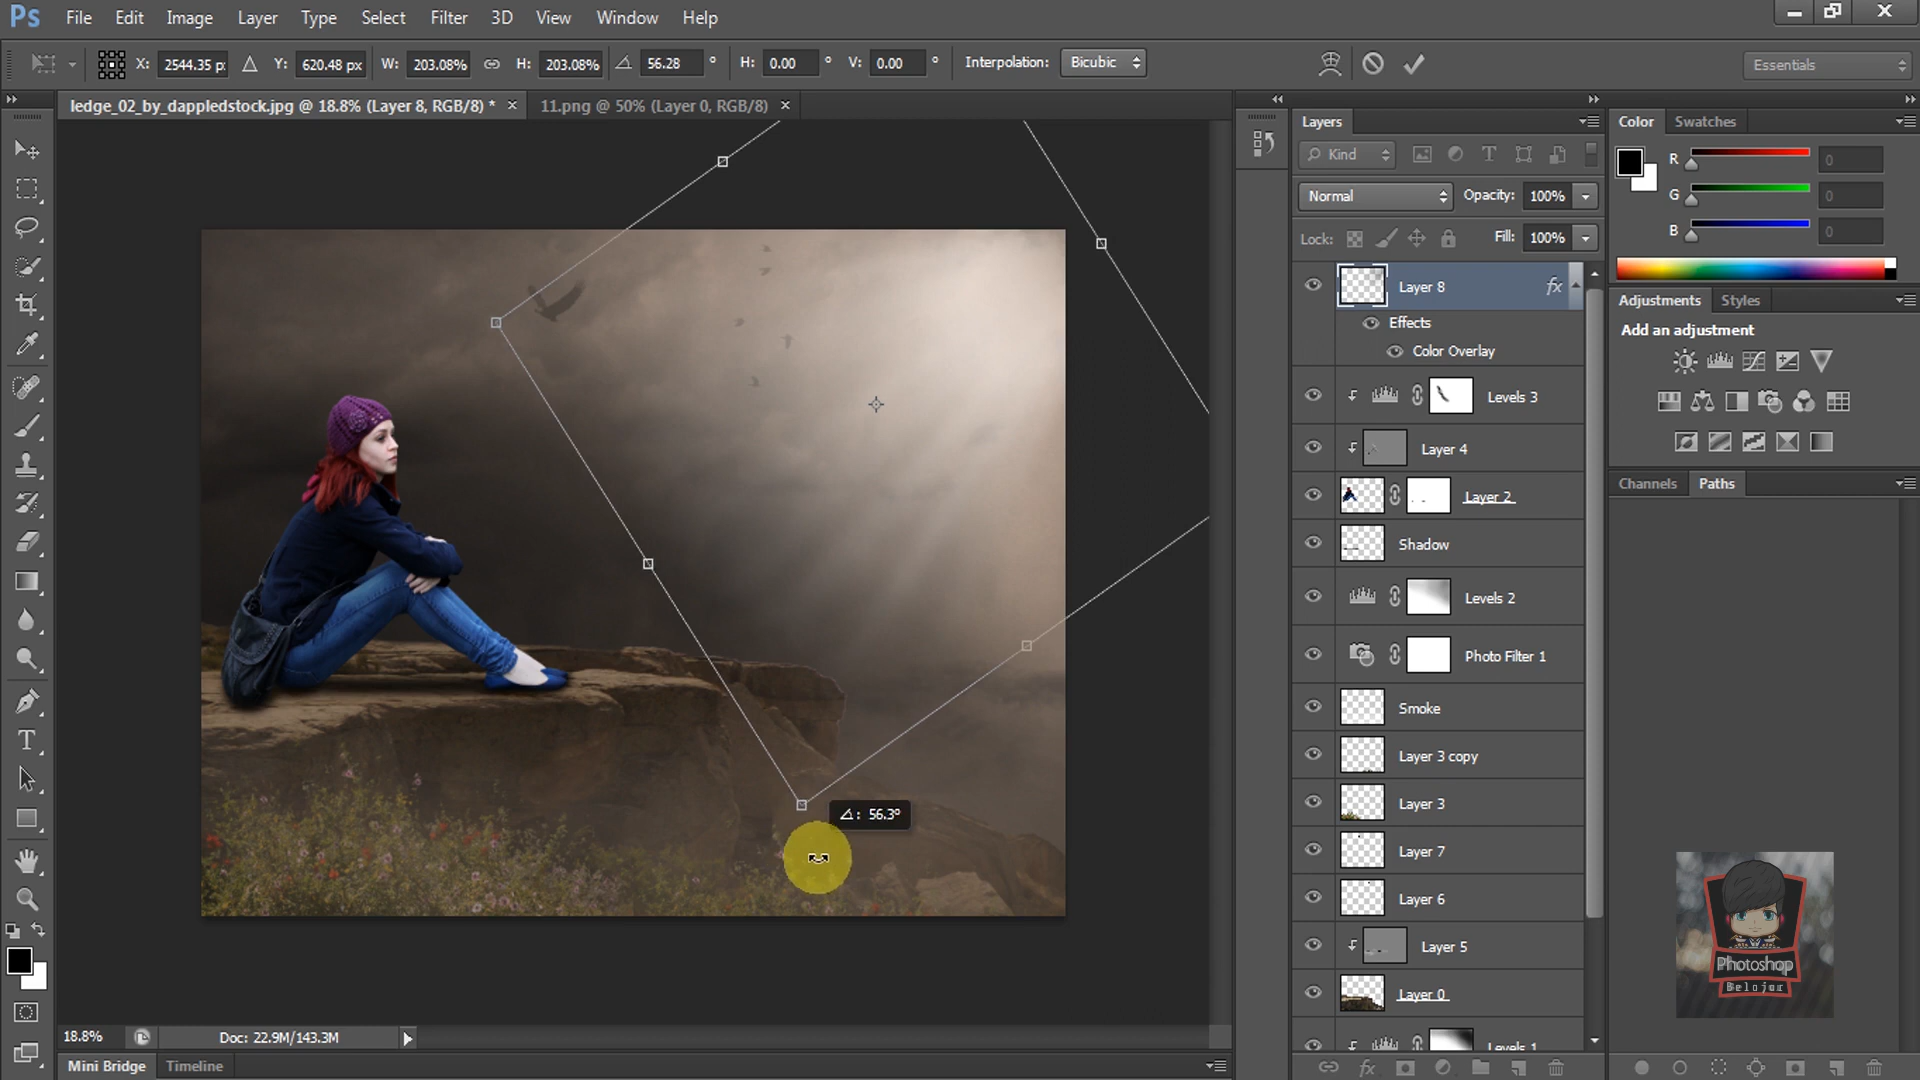 Ps File Edit Image Layer Type Select Filter 3D View Window Help
X: 2544.35 p Y: 620.48 px W: 203.08% H: 203.08% 56.28 ° H: 0.00 ° V: 0.00 ° Interpolation: Bicubic Essentials
ledge_02_by_dappledstock.jpg @ 18.8% (Layer 8, RGB/8) * × 11.png @ 50% (Layer 0, RGB/8) ×
Layers
Kind
Normal Opacity: 100%
Lock: Fill: 100%
Layer 8 fx
Effects
Color Overlay
Levels 3
Layer 4
Layer 2
Shadow
Levels 2
Photo Filter 1
Smoke
Layer 3 copy
Layer 3
Layer 7
Layer 6
Layer 5
Layer 0
Levels 1
fx
Color Swatches
R 0
G 0
B 0
Adjustments Styles
Add an adjustment
Channels Paths
: 56.3°
Photoshop
Belajar
18.8% Doc: 22.9M/143.3M
Mini Bridge Timeline